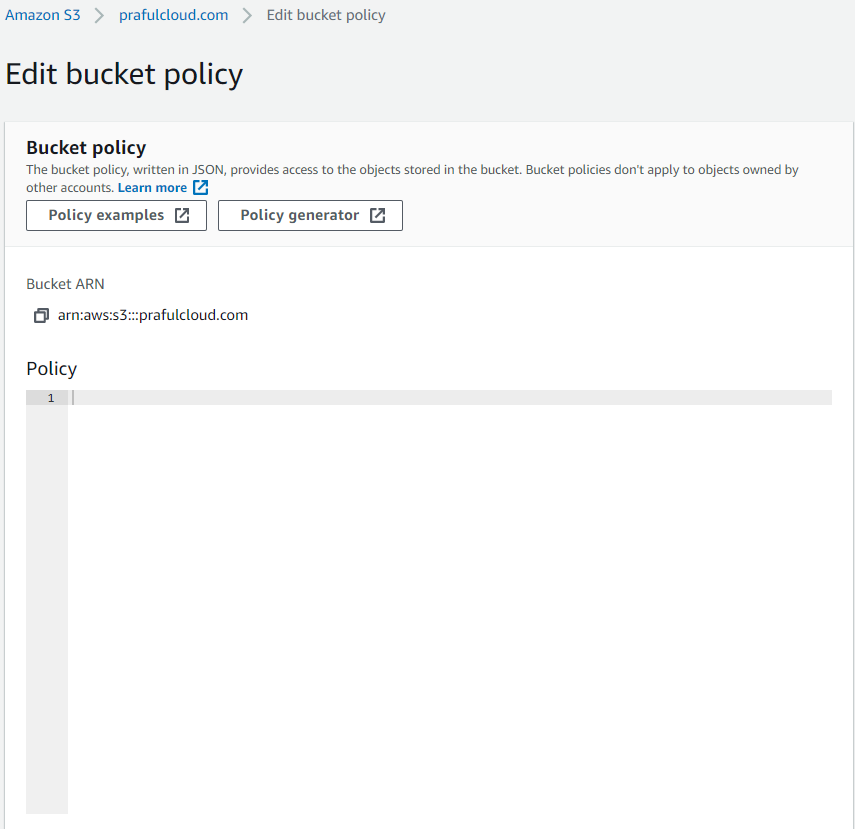 Amazon S3 > prafulcloud.com > Edit bucket policy
Edit bucket policy
Bucket policy
The bucket policy, written in JSON, provides access to the objects stored in the bucket. Bucket policies don't apply to objects owned by
other accounts. Learn more
Policy examples Policy generator
Bucket ARN
arn:aws:s3:::prafulcloud.com
Policy
1